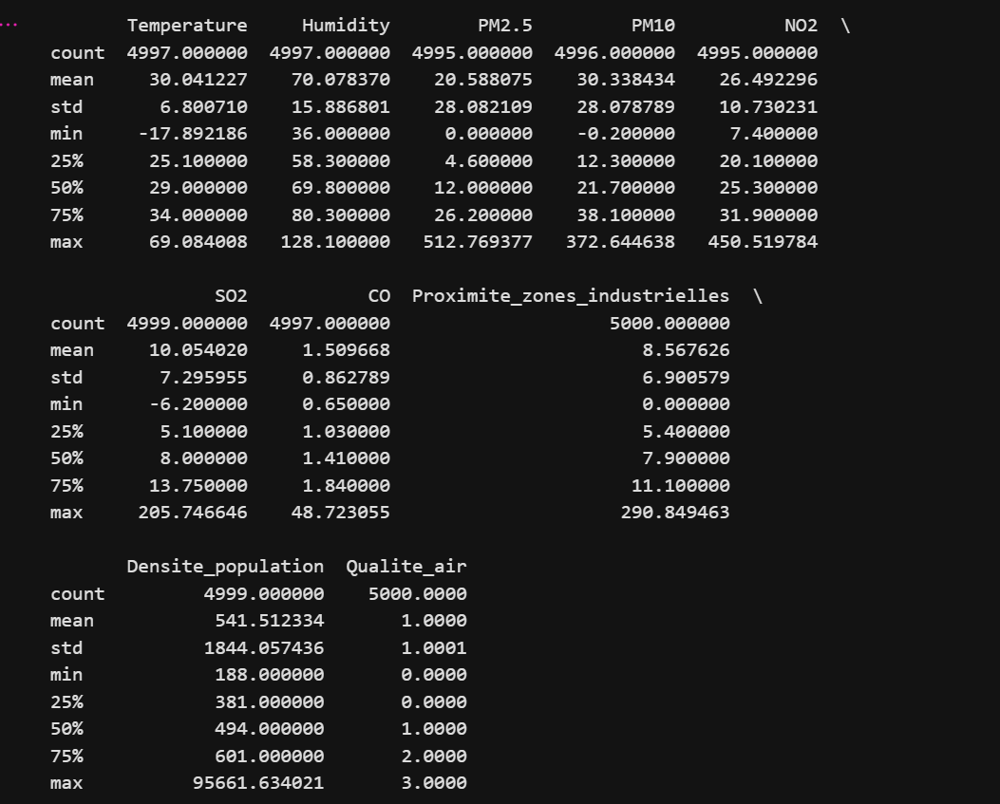 Temperature Humidity PM2.5 PM10 NO2 \
count 4997.000000 4997.000000 4995.000000 4996.000000 4995.000000
mean 30.041227 70.078370 20.588075 30.338434 26.492296
std 6.800710 15.886801 28.082109 28.078789 10.730231
min -17.892186 36.000000 0.000000 -0.200000 7.400000
25% 25.100000 58.300000 4.600000 12.300000 20.100000
50% 29.000000 69.800000 12.000000 21.700000 25.300000
75% 34.000000 80.300000 26.200000 38.100000 31.900000
max 69.084008 128.100000 512.769377 372.644638 450.519784
SO2 CO Proximite_zones_industrielles \
count 4999.000000 4997.000000 5000.000000
mean 10.054020 1.509668 8.567626
std 7.295955 0.862789 6.900579
min -6.200000 0.650000 0.000000
25% 5.100000 1.030000 5.400000
50% 8.000000 1.410000 7.900000
75% 13.750000 1.840000 11.100000
max 205.746646 48.723055 290.849463
Densite_population Qualite_air
count 4999.000000 5000.0000
mean 541.512334 1.0000
std 1844.057436 1.0001
min 188.000000 0.0000
25% 381.000000 0.0000
50% 494.000000 1.0000
75% 601.000000 2.0000
max 95661.634021 3.0000